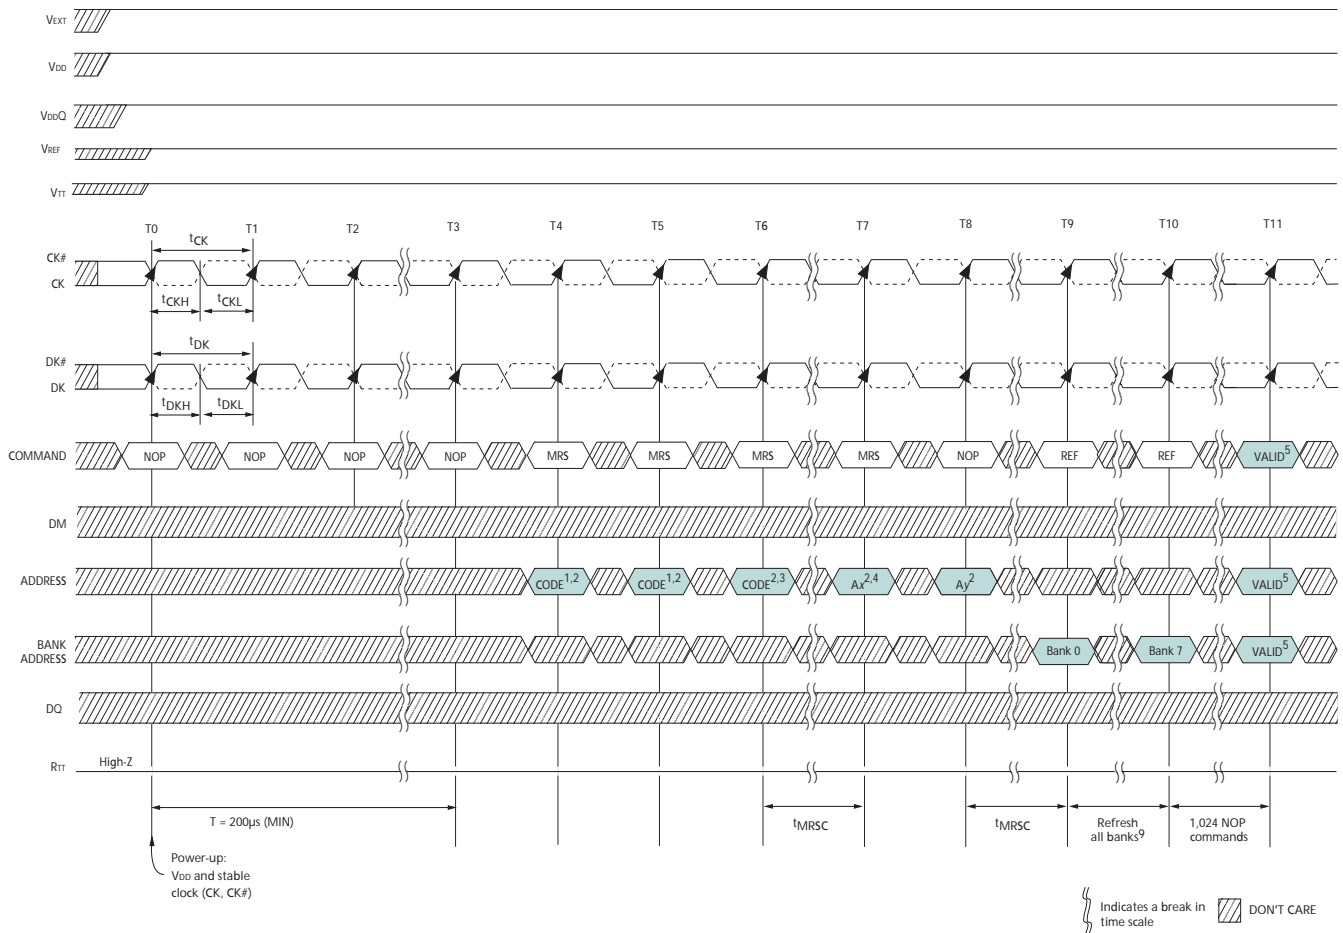 VEXT
VDD
VDDQ
VREF
VTT
T0 T1 T2 T3 T4 T5 T6 T7 T8 T9 T10 T11
tCK
CK#
CK
tCKH tCKL
tDK
DK#
DK
tDKH tDKL
COMMAND NOP NOP NOP NOP MRS MRS MRS MRS NOP REF REF VALID5
DM
ADDRESS CODE1,2 CODE1,2 CODE2,3 Ax2,4 Ay2 VALID5
BANK
ADDRESS Bank 0 Bank 7 VALID5
DQ
RTT High-Z
T = 200µs (MIN) tMRSC tMRSC Refresh
all banks9 1,024 NOP
commands
Power-up:
VDD and stable
clock (CK, CK#)
Indicates a break in
time scale
DON'T CARE